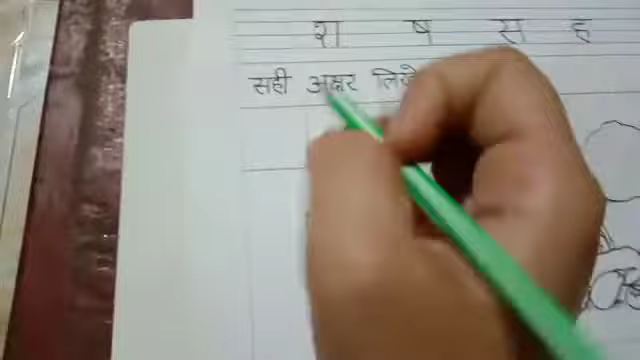 श ष स ह
सही अक्षर लिखे